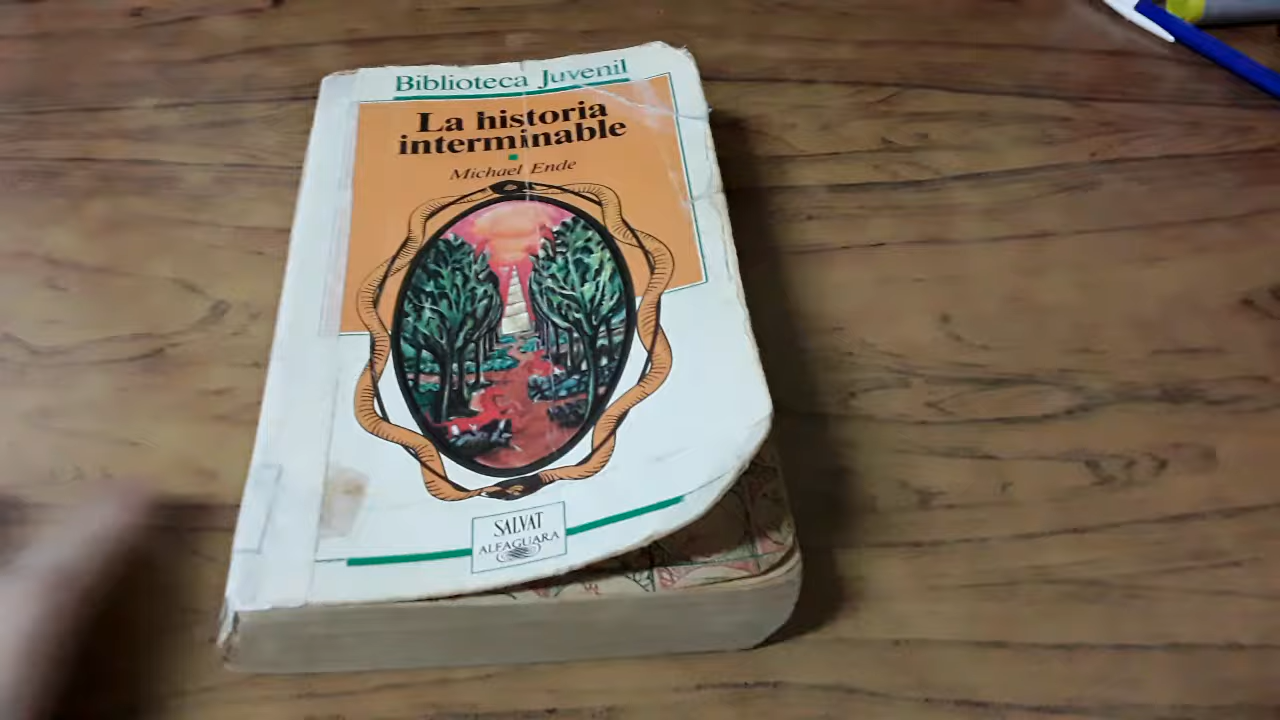 Biblioteca Juvenil
La historia
interminable
Michael Ende
SALVAT
ALFAGUARA